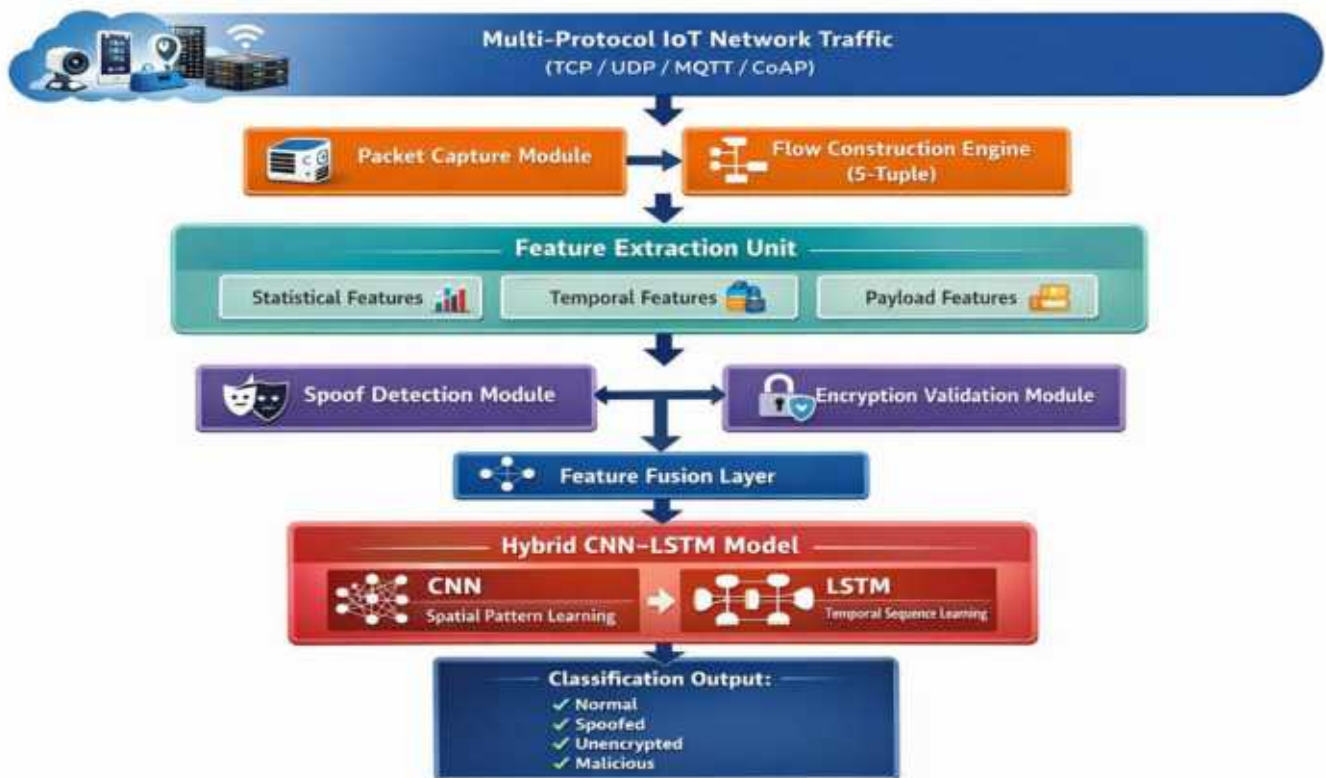 Multi-Protocol IoT Network Traffic
(TCP / UDP / MQTT / CoAP)
Packet Capture Module
Flow Construction Engine
(5-Tuple)
Feature Extraction Unit
Statistical Features
Temporal Features
Payload Features
Spoof Detection Module
Encryption Validation Module
Feature Fusion Layer
Hybrid CNN-LSTM Model
CNN
Spatial Pattern Learning
LSTM
Temporal Sequence Learning
Classification Output:
✓ Normal
✓ Spoofed
✓ Unencrypted
✓ Malicious